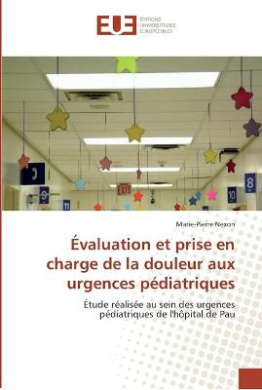 EUE
ÉDITIONS
UNIVERSITAIRES
EUROPÉENNES
Marie-Pierre Nexon
Évaluation et prise en
charge de la douleur aux
urgences pédiatriques
Étude réalisée au sein des urgences
pédiatriques de l'hôpital de Pau